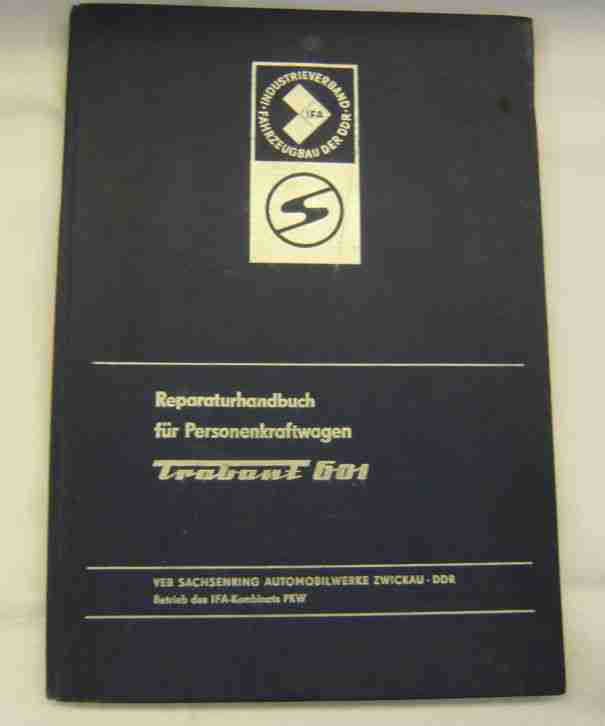 INDUSTRIEVERBAND
FAHRZEUGBAU DER DDR
IFA
S
Reparaturhandbuch
für Personenkraftwagen
Trabant 601
VEB SACHSENRING AUTOMOBILWERKE ZWICKAU · DDR
Betrieb des IFA-Kombinats PKW